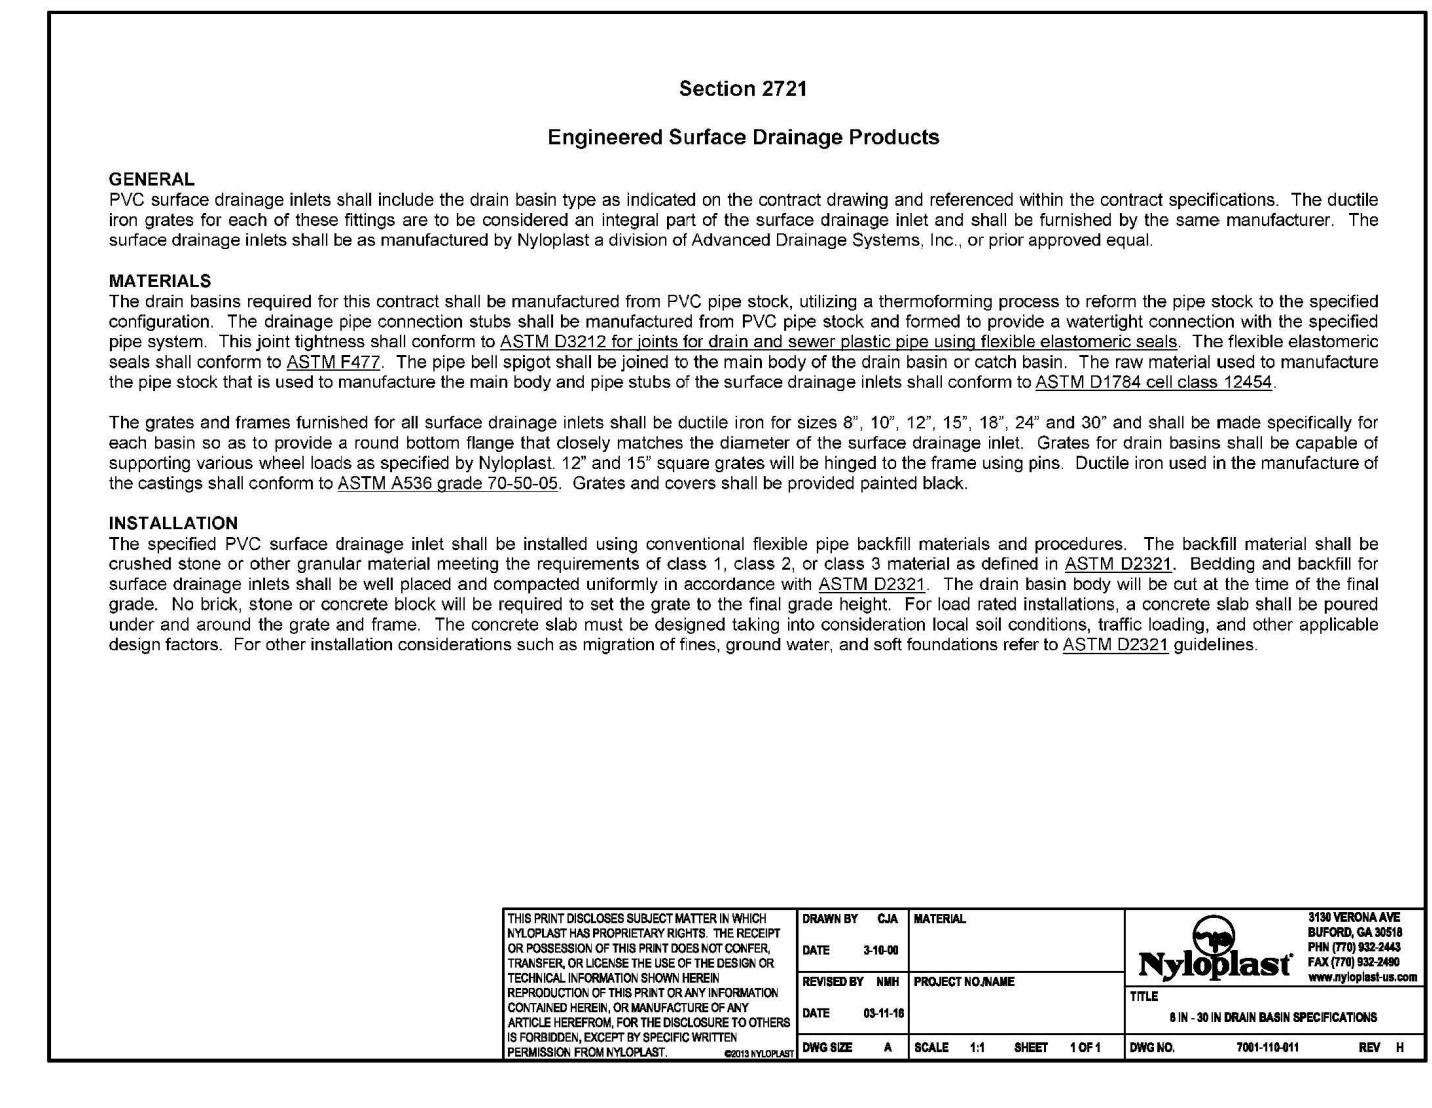 Section 2721
Engineered Surface Drainage Products
GENERAL
PVC surface drainage inlets shall include the drain basin type as indicated on the contract drawing and referenced within the contract specifications. The ductile
iron grates for each of these fittings are to be considered an integral part of the surface drainage inlet and shall be furnished by the same manufacturer. The
surface drainage inlets shall be as manufactured by Nyloplast a division of Advanced Drainage Systems, Inc., or prior approved equal.
MATERIALS
The drain basins required for this contract shall be manufactured from PVC pipe stock, utilizing a thermoforming process to reform the pipe stock to the specified
configuration. The drainage pipe connection stubs shall be manufactured from PVC pipe stock and formed to provide a watertight connection with the specified
pipe system. This joint tightness shall conform to ASTM D3212 for joints for drain and sewer plastic pipe using flexible elastomeric seals. The flexible elastomeric
seals shall conform to ASTM F477. The pipe bell spigot shall be joined to the main body of the drain basin or catch basin. The raw material used to manufacture
the pipe stock that is used to manufacture the main body and pipe stubs of the surface drainage inlets shall conform to ASTM D1784 cell class 12454.
The grates and frames furnished for all surface drainage inlets shall be ductile iron for sizes 8”, 10”, 12”, 15”, 18”, 24” and 30” and shall be made specifically for
each basin so as to provide a round bottom flange that closely matches the diameter of the surface drainage inlet. Grates for drain basins shall be capable of
supporting various wheel loads as specified by Nyloplast. 12” and 15” square grates will be hinged to the frame using pins. Ductile iron used in the manufacture of
the castings shall conform to ASTM A536 grade 70-50-05. Grates and covers shall be provided painted black.
INSTALLATION
The specified PVC surface drainage inlet shall be installed using conventional flexible pipe backfill materials and procedures. The backfill material shall be
crushed stone or other granular material meeting the requirements of class 1, class 2, or class 3 material as defined in ASTM D2321. Bedding and backfill for
surface drainage inlets shall be well placed and compacted uniformly in accordance with ASTM D2321. The drain basin body will be cut at the time of the final
grade. No brick, stone or concrete block will be required to set the grate to the final grade height. For load rated installations, a concrete slab shall be poured
under and around the grate and frame. The concrete slab must be designed taking into consideration local soil conditions, traffic loading, and other applicable
design factors. For other installation considerations such as migration of fines, ground water, and soft foundations refer to ASTM D2321 guidelines.
THIS PRINT DISCLOSES SUBJECT MATTER IN WHICH
NYLOPLAST HAS PROPRIETARY RIGHTS. THE RECEIPT
OR POSSESSION OF THIS PRINT DOES NOT CONFER,
TRANSFER, OR LICENSE THE USE OF THE DESIGN OR
TECHNICAL INFORMATION SHOWN HEREIN
REPRODUCTION OF THIS PRINT OR ANY INFORMATION
CONTAINED HEREIN, OR MANUFACTURE OF ANY
ARTICLE HEREFROM, FOR THE DISCLOSURE TO OTHERS
IS FORBIDDEN, EXCEPT BY SPECIFIC WRITTEN
PERMISSION FROM NYLOPLAST. ©2013 NYLOPLAST
DRAWN BY CJA
DATE 3-10-00
REVISED BY NMH
DATE 03-11-16
DWG SIZE A
MATERIAL
PROJECT NO./NAME
SCALE 1:1 SHEET 1 OF 1
Nyloplast
3130 VERONA AVE
BUFORD, GA 30518
PHN (770) 932-2443
FAX (770) 932-2490
www.nyloplast-us.com
TITLE
8 IN - 30 IN DRAIN BASIN SPECIFICATIONS
DWG NO. 7001-110-011 REV H